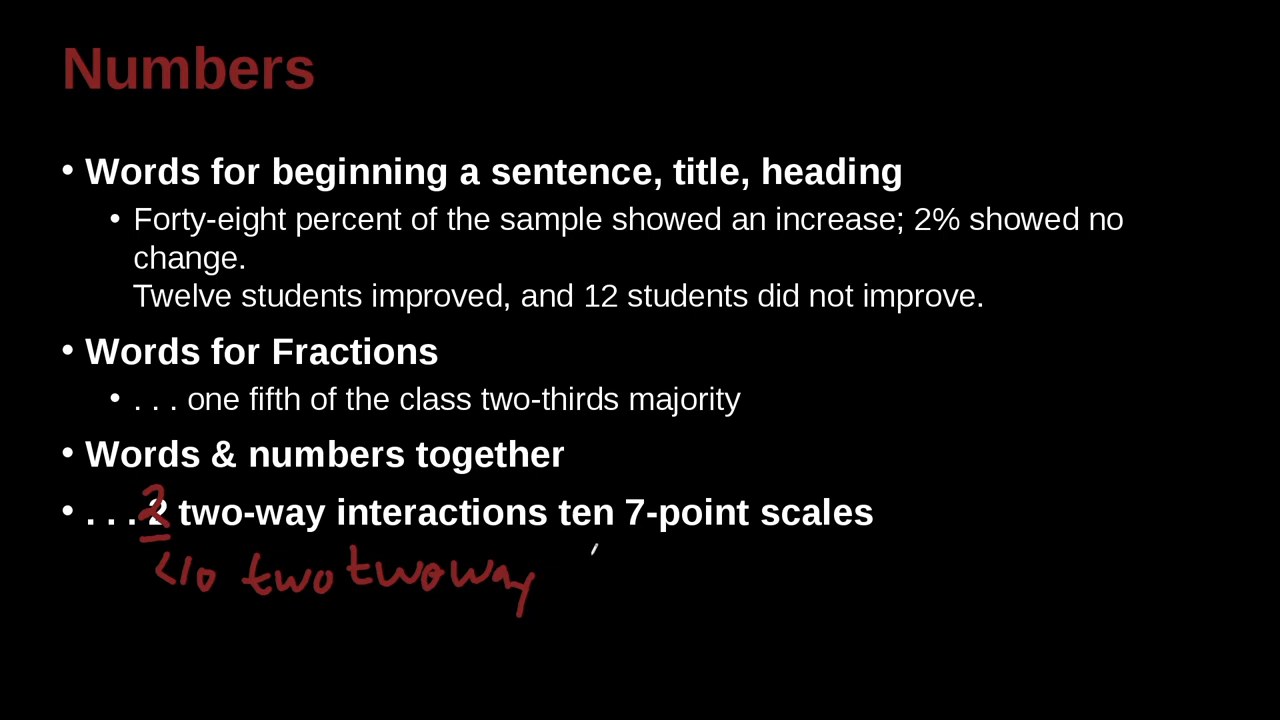 Numbers
• Words for beginning a sentence, title, heading
• Forty-eight percent of the sample showed an increase; 2% showed no
change.
Twelve students improved, and 12 students did not improve.
• Words for Fractions
• . . . one fifth of the class two-thirds majority
• Words & numbers together
• . . . 2 two-way interactions ten 7-point scales
<10 two twoway